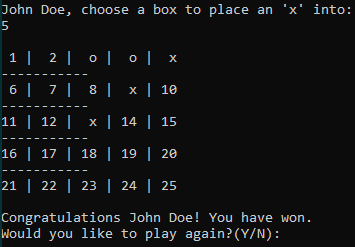 John Doe, choose a box to place an 'x' into:
5
1 | 2 | o | o | x
-----------
6 | 7 | 8 | x | 10
-----------
11 | 12 | x | 14 | 15
-----------
16 | 17 | 18 | 19 | 20
-----------
21 | 22 | 23 | 24 | 25
Congratulations John Doe! You have won.
Would you like to play again?(Y/N):